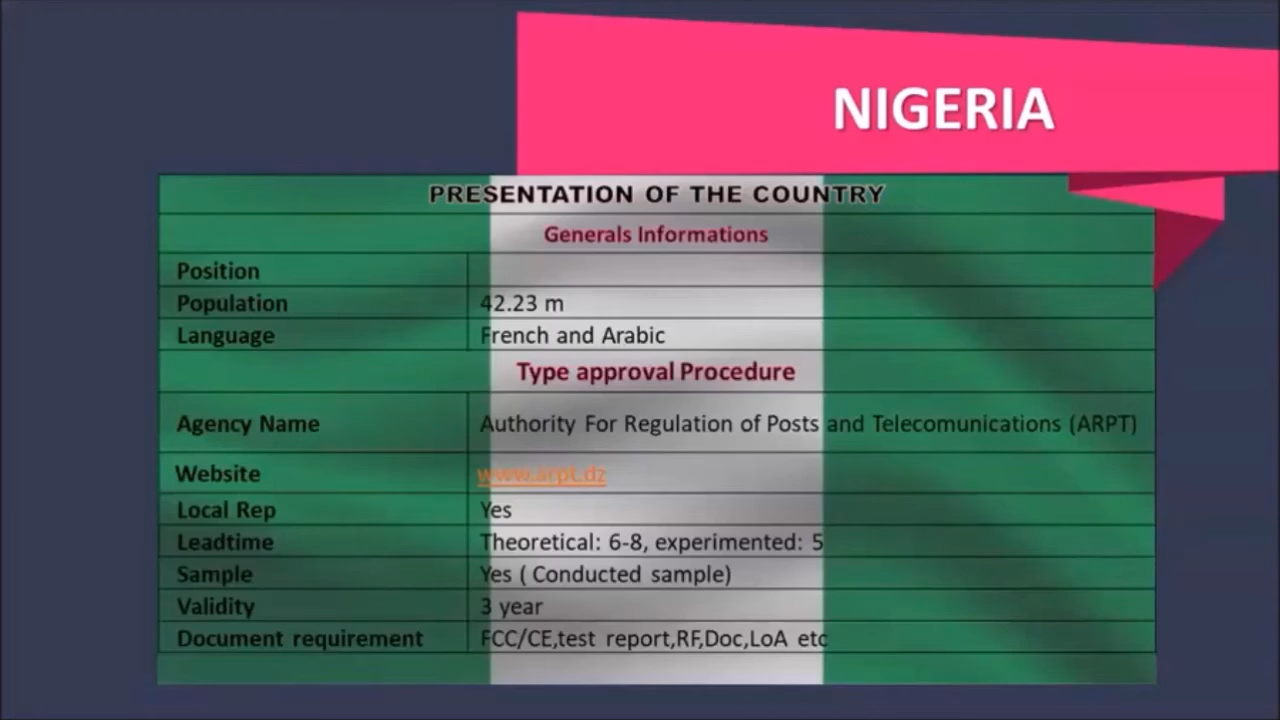 NIGERIA
PRESENTATION OF THE COUNTRY
Generals Informations
Position
Population 42.23 m
Language French and Arabic
Type approval Procedure
Agency Name Authority For Regulation of Posts and Telecomunications (ARPT)
Website www.arpt.dz
Local Rep Yes
Leadtime Theoretical: 6-8, experimented: 5
Sample Yes ( Conducted sample)
Validity 3 year
Document requirement FCC/CE,test report,RF,Doc,LoA etc